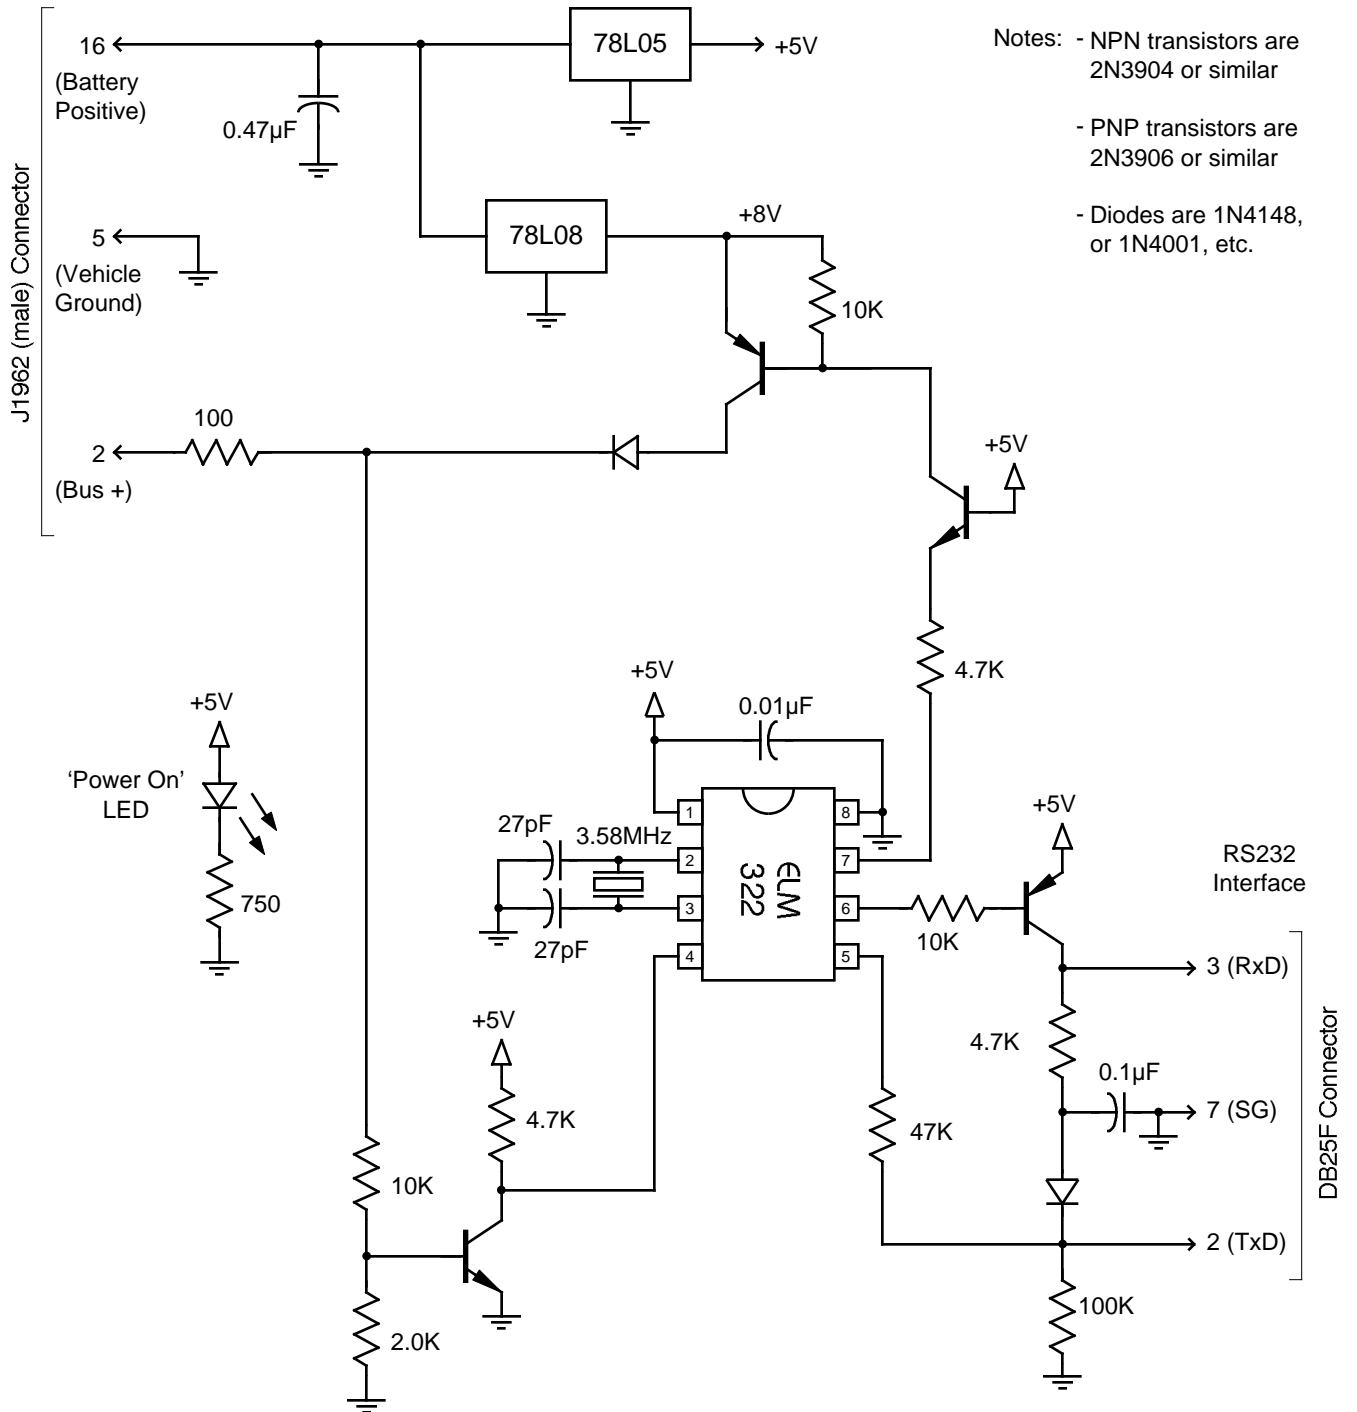 J1962 (male) Connector
16
(Battery
Positive)
0.47µF
78L05
+5V
Notes: - NPN transistors are
2N3904 or similar
- PNP transistors are
2N3906 or similar
- Diodes are 1N4148,
or 1N4001, etc.
5
(Vehicle
Ground)
78L08
+8V
10K
2
(Bus +)
100
+5V
4.7K
+5V
0.01µF
+5V
'Power On'
LED
750
27pF
3.58MHz
27pF
1
2
3
4
8
7
6
5
ELM
322
10K
+5V
RS232
Interface
3 (RxD)
4.7K
0.1µF
7 (SG)
DB25F Connector
47K
2 (TxD)
100K
+5V
4.7K
10K
2.0K